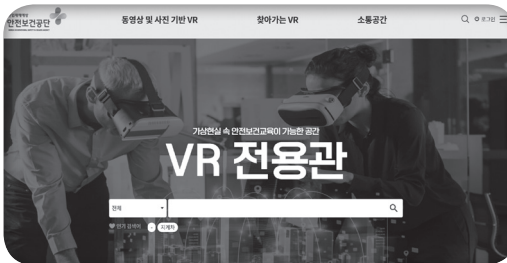 안전보건공단
동영상 및 사진 기반 VR
찾아가는 VR
소통공간
로그인
가상현실 속 안전보건교육이 가능한 공간
VR 전용관
전체
인기 검색어
지게차